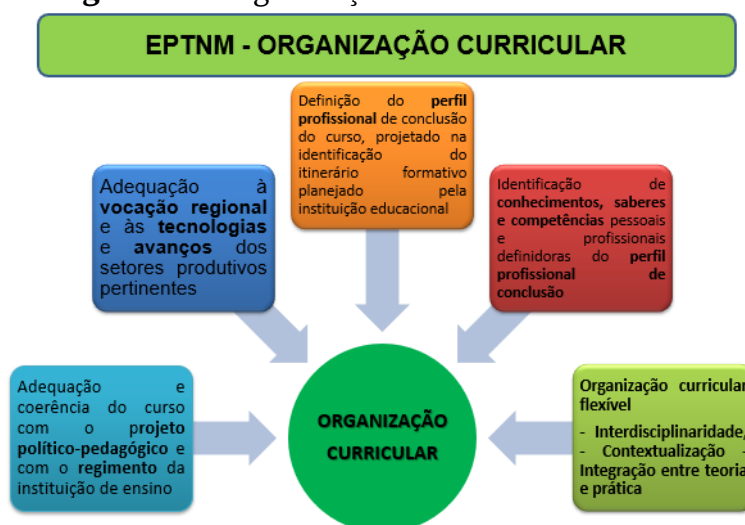 EPTNM - ORGANIZAÇÃO CURRICULAR
Definição do perfil
profissional de conclusão
do curso, projetado na
identificação do
itinerário formativo
planejado pela
instituição educacional
Adequação à
vocação regional
e às tecnologias
e avanços dos
setores produtivos
pertinentes
Identificação de
conhecimentos, saberes
e competências pessoais
e profissionais
definidoras do perfil
profissional de
conclusão
Adequação e
coerência do curso
com o projeto
político-pedagógico e
com o regimento da
instituição de ensino
ORGANIZAÇÃO
CURRICULAR
Organização curricular
flexível
- Interdisciplinaridade,
- Contextualização -
Integração entre teoria
e prática